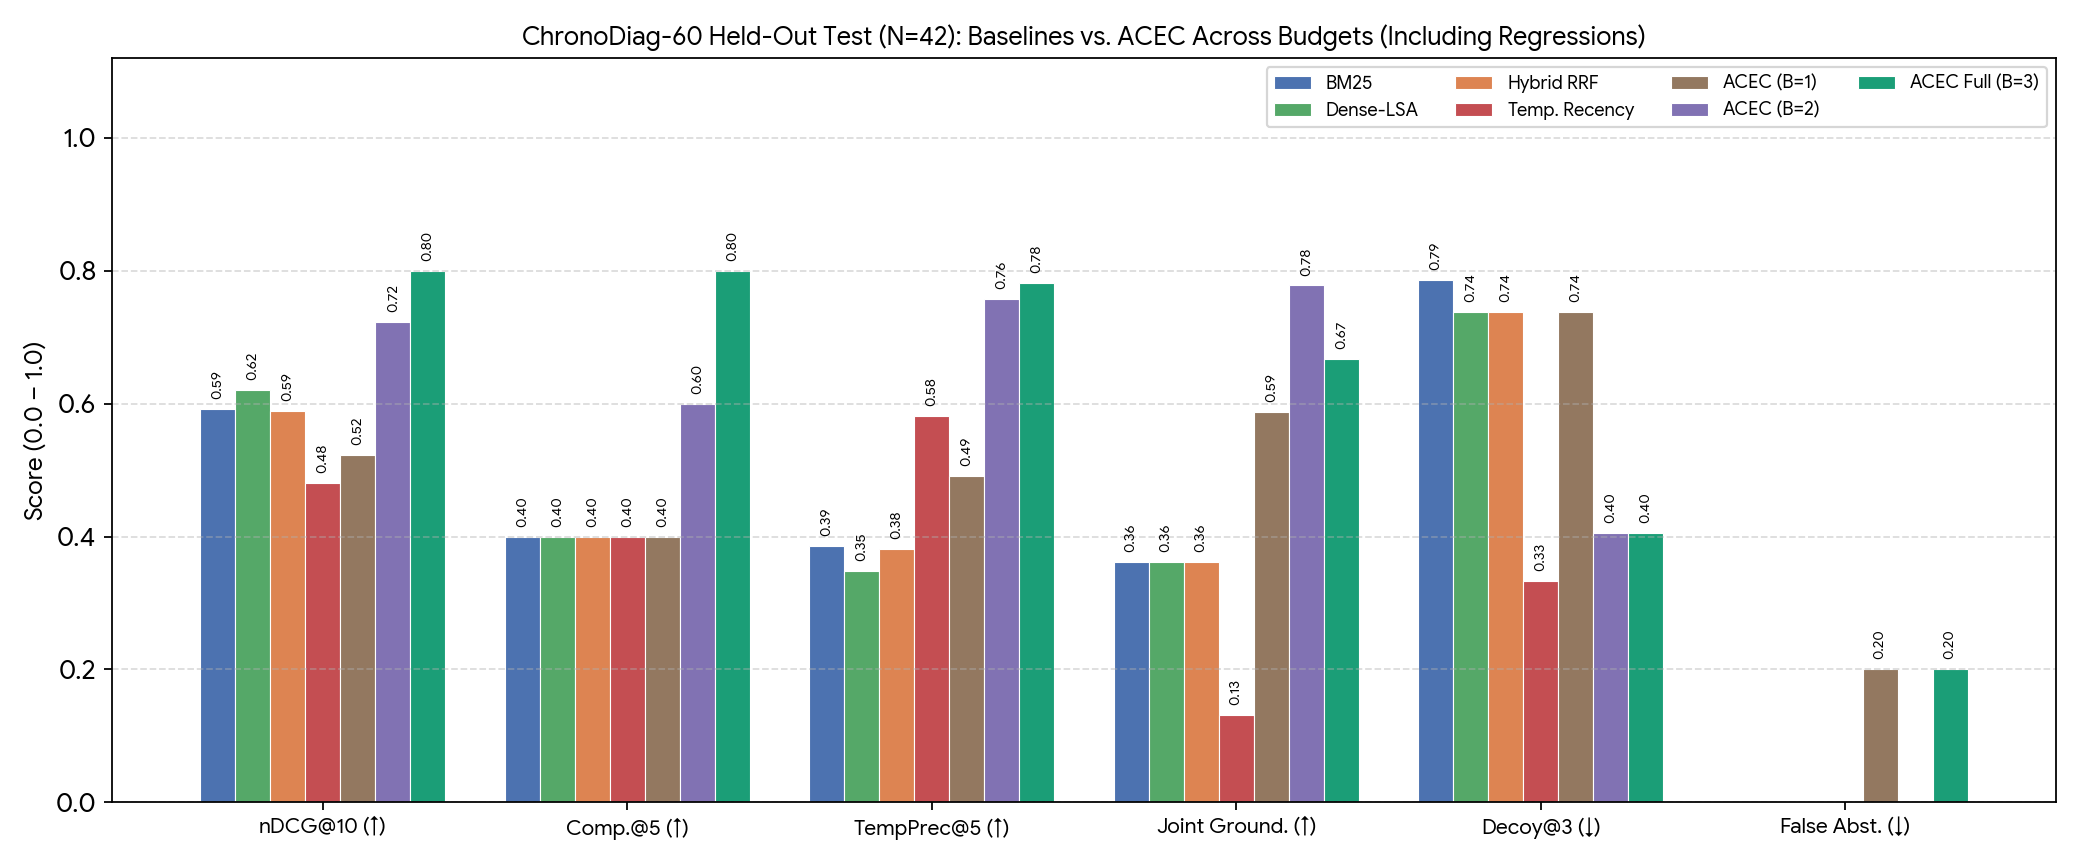 ChronoDiag-60 Held-Out Test (N=42): Baselines vs. ACEC Across Budgets (Including Regressions)
BM25
Dense-LSA
Hybrid RRF
Temp. Recency
ACEC (B=1)
ACEC (B=2)
ACEC Full (B=3)
Score (0.0 – 1.0)
1.0
0.8
0.6
0.4
0.2
0.0
0.59
0.62
0.59
0.48
0.52
0.72
0.80
0.40
0.40
0.40
0.40
0.40
0.60
0.80
0.39
0.35
0.38
0.58
0.49
0.76
0.78
0.36
0.36
0.36
0.13
0.59
0.78
0.67
0.79
0.74
0.74
0.33
0.74
0.40
0.40
0.20
0.20
nDCG@10 (↑)
Comp.@5 (↑)
TempPrec@5 (↑)
Joint Ground. (↑)
Decoy@3 (↓)
False Abst. (↓)